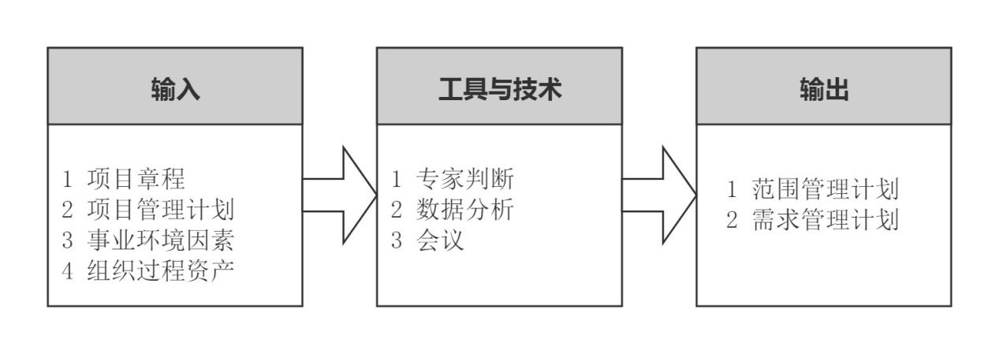 输入
1 项目章程
2 项目管理计划
3 事业环境因素
4 组织过程资产
工具与技术
1 专家判断
2 数据分析
3 会议
输出
1 范围管理计划
2 需求管理计划